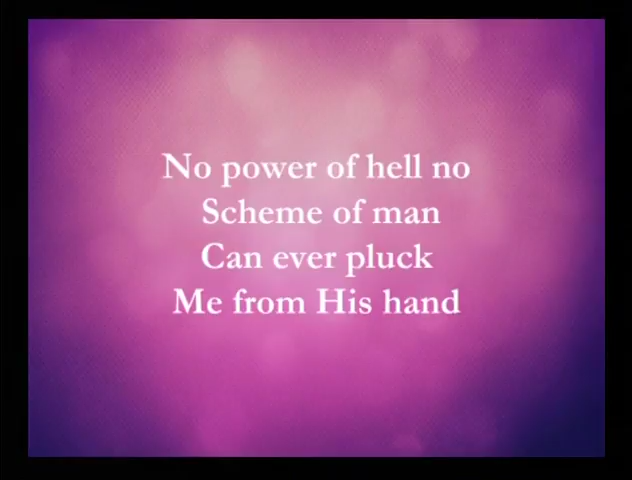 No power of hell no
Scheme of man
Can ever pluck
Me from His hand